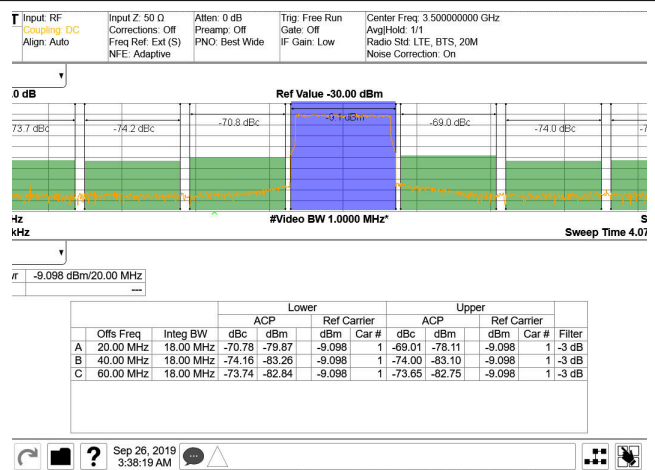 T Input: RF Input Z: 50 Ω Atten: 0 dB Trig: Free Run Center Freq: 3.500000000 GHz
Coupling: DC Corrections: Off Preamp: Off Gate: Off Avg|Hold: 1/1
Align: Auto Freq Ref: Ext (S) PNO: Best Wide IF Gain: Low Radio Std: LTE, BTS, 20M
NFE: Adaptive Noise Correction: On
.0 dB Ref Value -30.00 dBm
73.7 dBc -74.2 dBc -70.8 dBc -69.0 dBc -74.0 dBc -7
Hz #Video BW 1.0000 MHz* S
kHz Sweep Time 4.07
vr -9.098 dBm/20.00 MHz
---
Lower Upper
ACP Ref Carrier ACP Ref Carrier
Offs Freq Integ BW dBc dBm dBm Car # dBc dBm dBm Car # Filter
A 20.00 MHz 18.00 MHz -70.78 -79.87 -9.098 1 -69.01 -78.11 -9.098 1 -3 dB
B 40.00 MHz 18.00 MHz -74.16 -83.26 -9.098 1 -74.00 -83.10 -9.098 1 -3 dB
C 60.00 MHz 18.00 MHz -73.74 -82.84 -9.098 1 -73.65 -82.75 -9.098 1 -3 dB
? Sep 26, 2019
3:38:19 AM